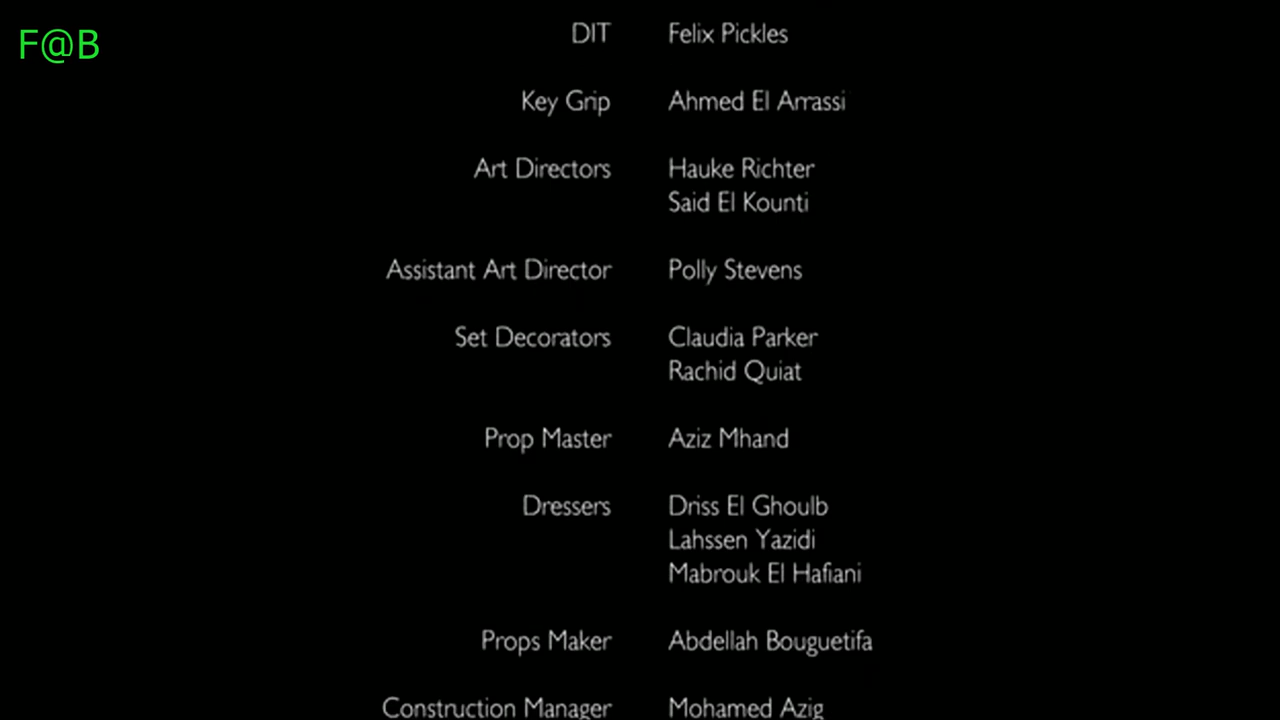 F@B
DIT Felix Pickles
Key Grip Ahmed El Arrassi
Art Directors Hauke Richter
Said El Kounti
Assistant Art Director Polly Stevens
Set Decorators Claudia Parker
Rachid Quiat
Prop Master Aziz Mhand
Dressers Driss El Ghoulb
Lahssen Yazidi
Mabrouk El Hafiani
Props Maker Abdellah Bouguetifa
Construction Manager Mohamed Azig